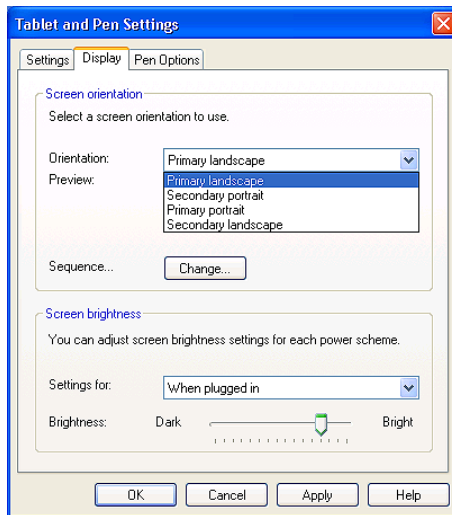 Tablet and Pen Settings
Settings Display Pen Options
Screen orientation
Select a screen orientation to use.
Orientation: Primary landscape
Preview: Primary landscape
Secondary portrait
Primary portrait
Secondary landscape
Sequence... Change...
Screen brightness
You can adjust screen brightness settings for each power scheme.
Settings for: When plugged in
Brightness: Dark Bright
OK Cancel Apply Help